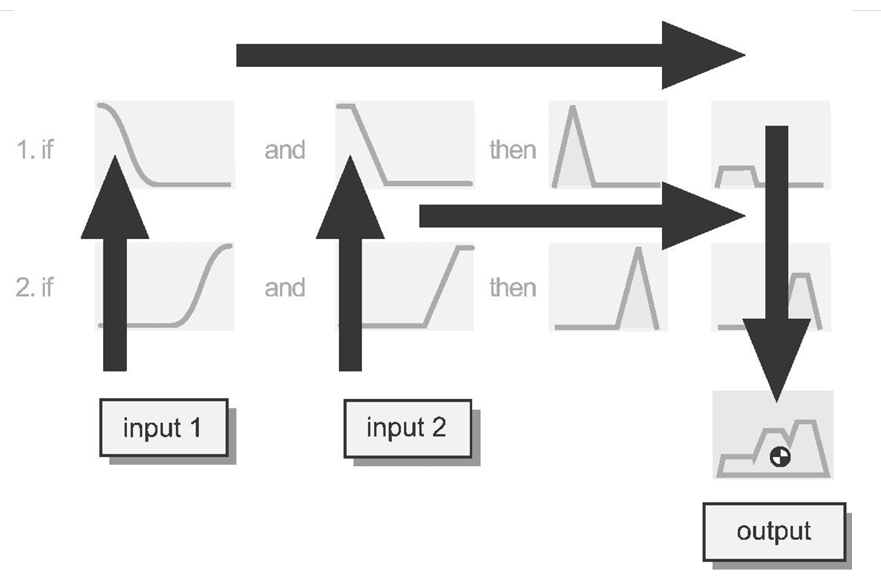 1. if and then
2. if and then
input 1 input 2
output